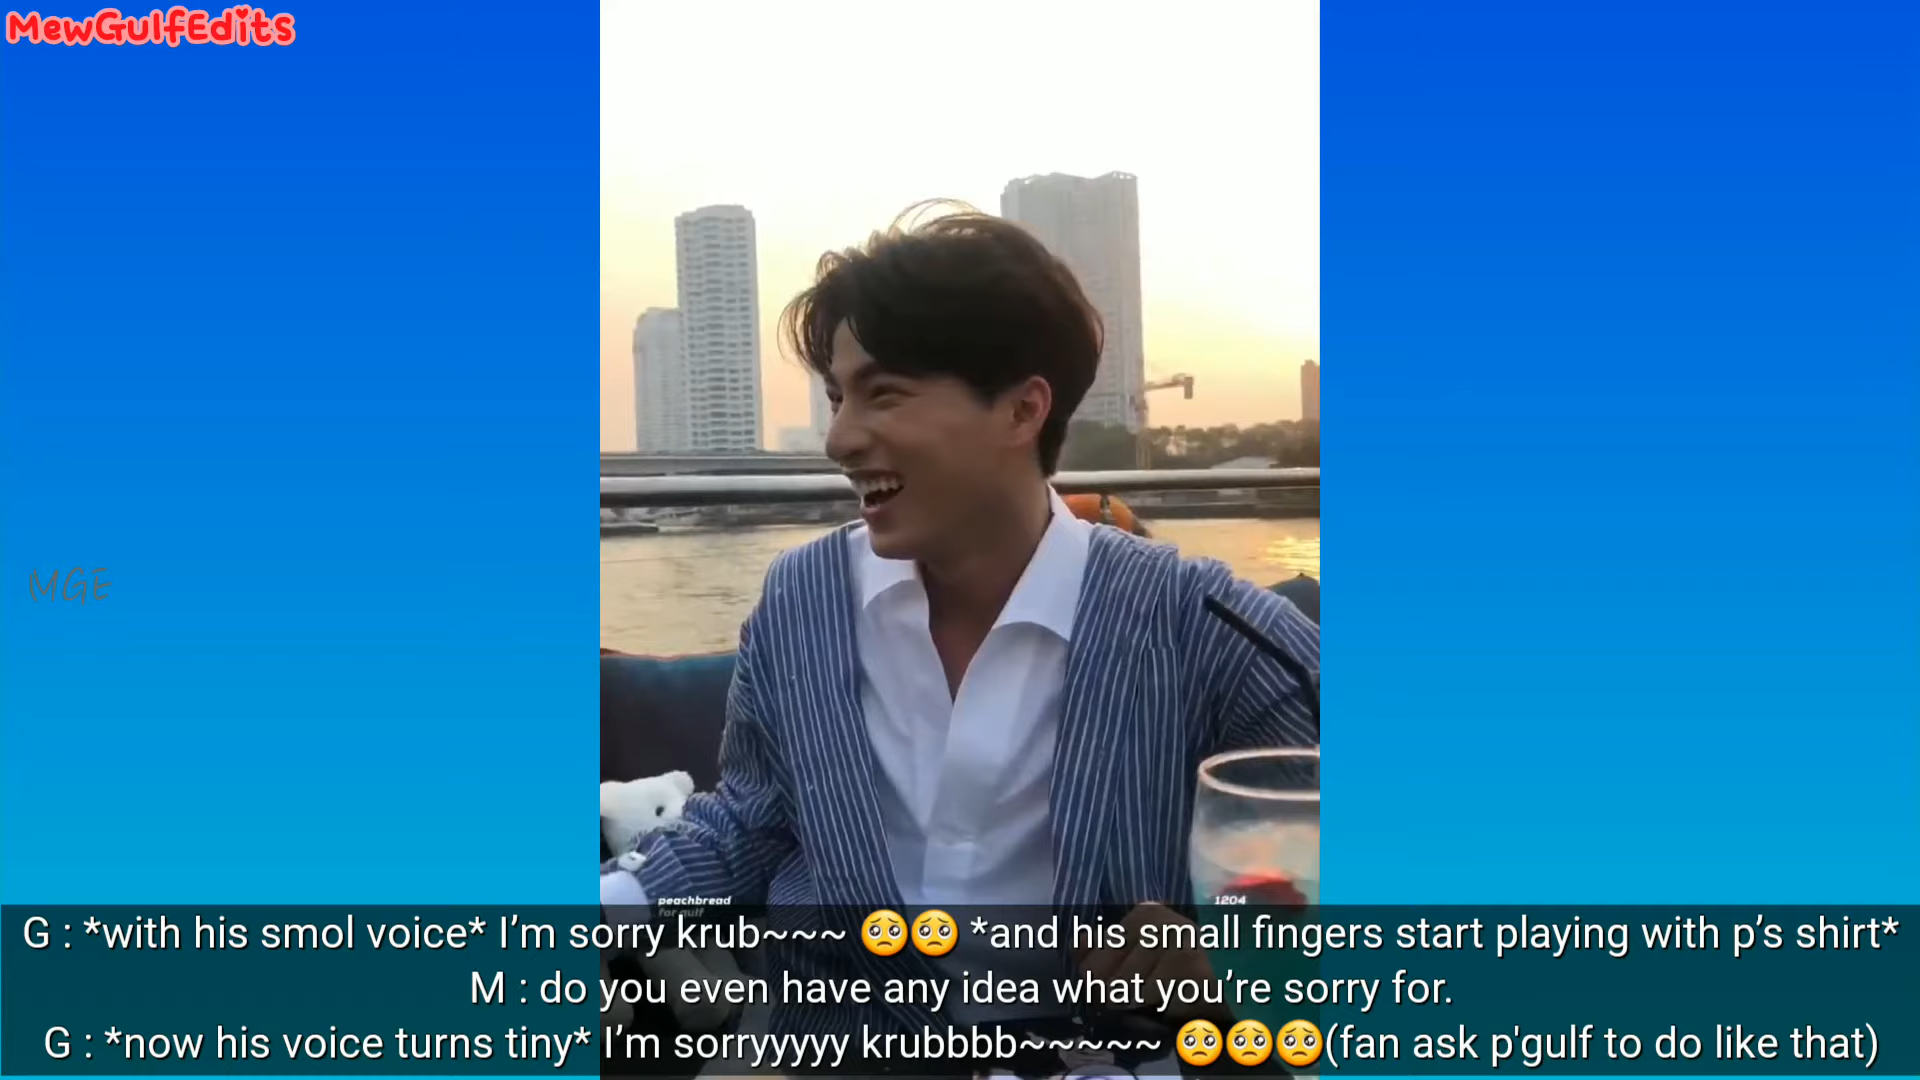 MewGulfEdits
MGE
peachbread
for gulf
1204
G : *with his smol voice* I’m sorry krub~~~ 🥺🥺 *and his small fingers start playing with p’s shirt*
M : do you even have any idea what you’re sorry for.
G : *now his voice turns tiny* I’m sorryyyyy krubbbb~~~~~ 🥺🥺🥺(fan ask p'gulf to do like that)